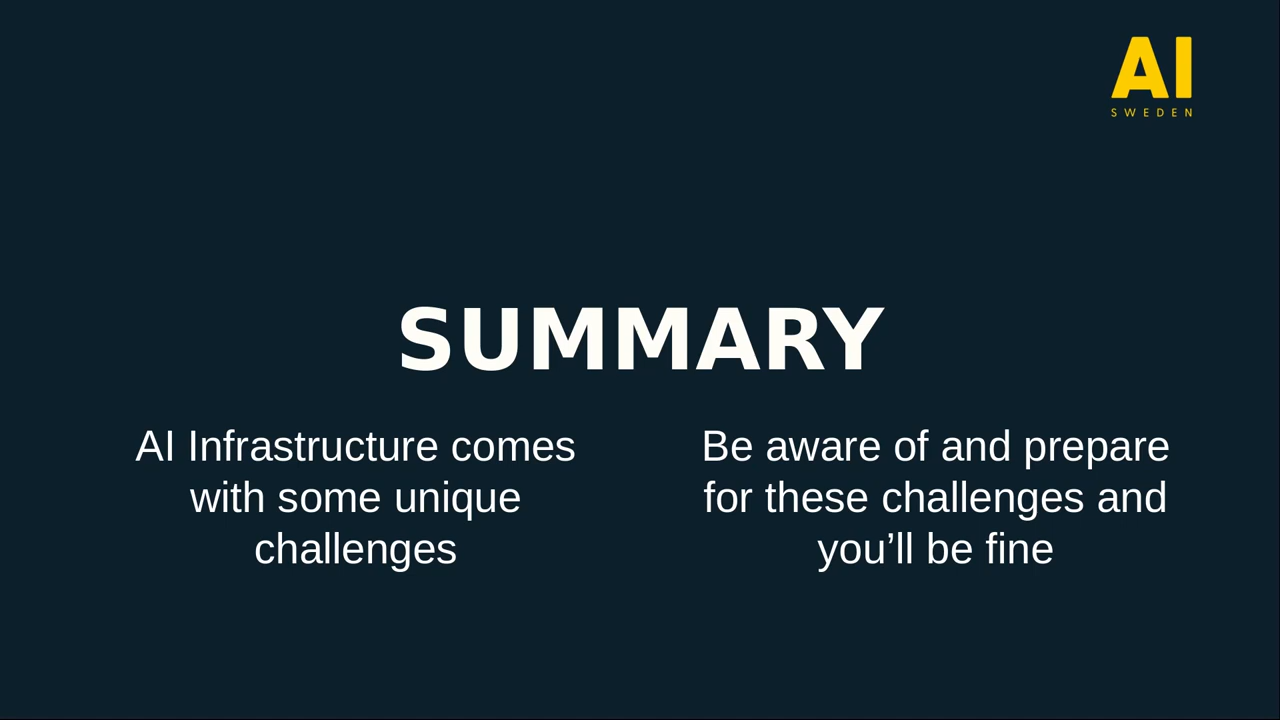 AI
SWEDEN
SUMMARY
AI Infrastructure comes
with some unique
challenges
Be aware of and prepare
for these challenges and
you’ll be fine